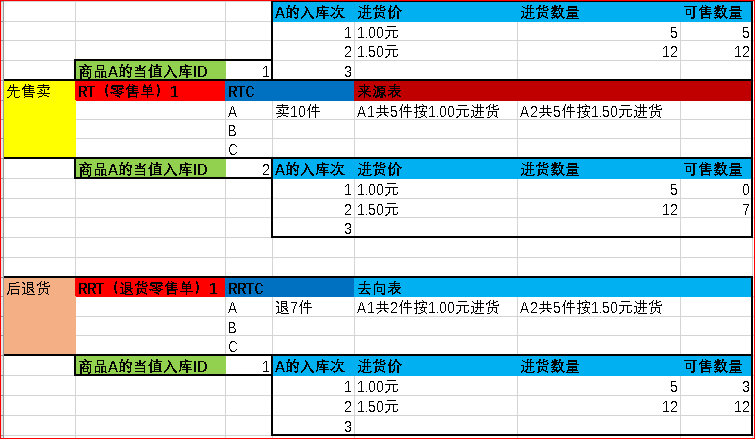 A的入库次 进货价 进货数量 可售数量
1 1.00元 5 5
2 1.50元 12 12
商品A的当值入库ID 1 3
先售卖 RT（零售单）1 RTC 来源表
A 卖10件 A1共5件按1.00元进货 A2共5件按1.50元进货
B
C
商品A的当值入库ID 2 A的入库次 进货价 进货数量 可售数量
1 1.00元 5 0
2 1.50元 12 7
3
后退货 RRT（退货零售单）1 RRTC 去向表
A 退7件 A1共2件按1.00元进货 A2共5件按1.50元进货
B
C
商品A的当值入库ID 1 A的入库次 进货价 进货数量 可售数量
1 1.00元 5 3
2 1.50元 12 12
3